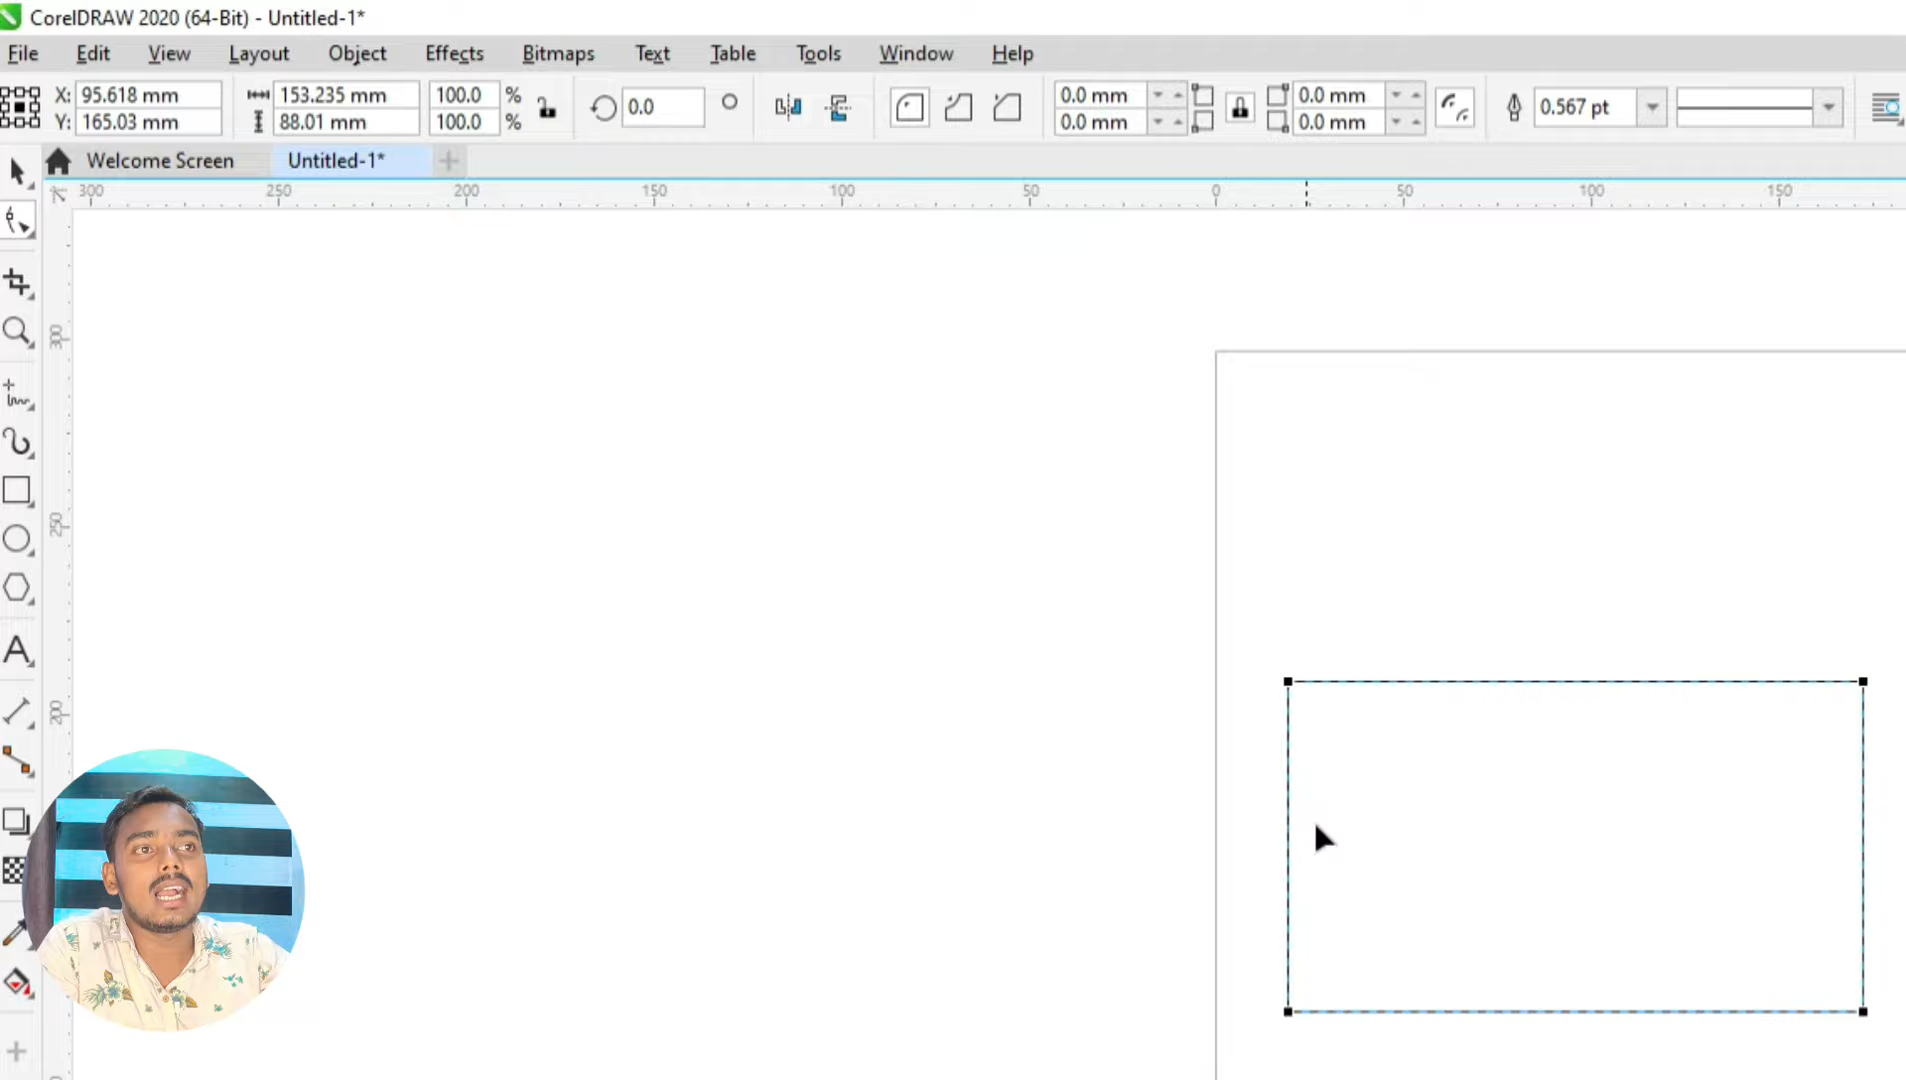 CorelDRAW 2020 (64-Bit) - Untitled-1*
File Edit View Layout Object Effects Bitmaps Text Table Tools Window Help
X: 95.618 mm 153.235 mm 100.0 % 0.0 0.0 mm 0.0 mm 0.567 pt
Y: 165.03 mm 88.01 mm 100.0 % 0.0 mm 0.0 mm
Welcome Screen Untitled-1*
300 250 200 150 100 50 0 50 100 150
300
250
200